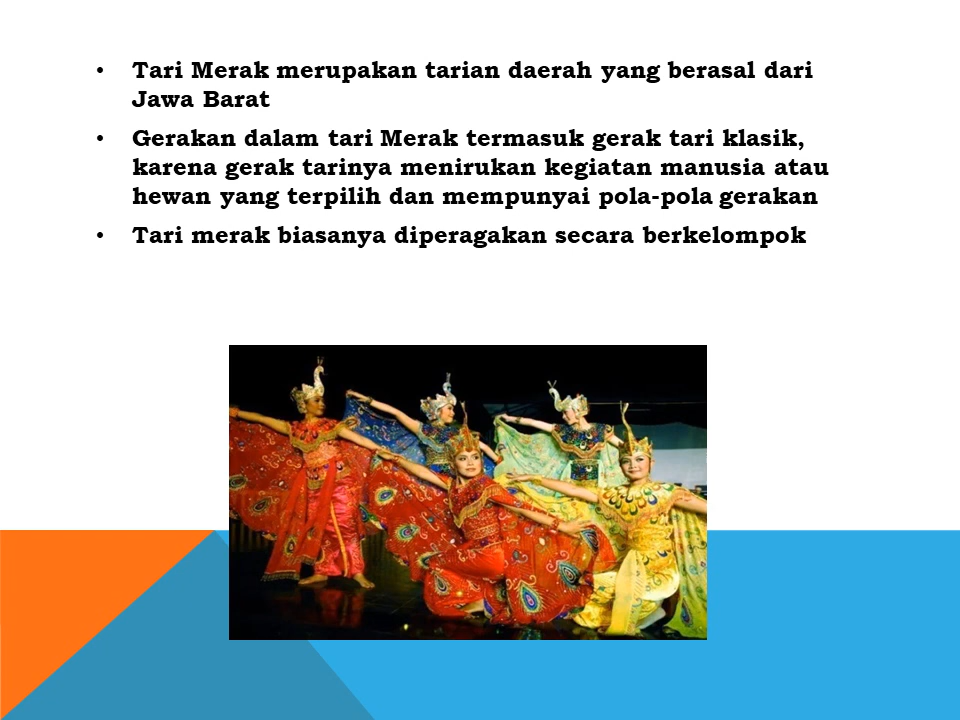 • Tari Merak merupakan tarian daerah yang berasal dari
Jawa Barat
• Gerakan dalam tari Merak termasuk gerak tari klasik,
karena gerak tarinya menirukan kegiatan manusia atau
hewan yang terpilih dan mempunyai pola-pola gerakan
• Tari merak biasanya diperagakan secara berkelompok